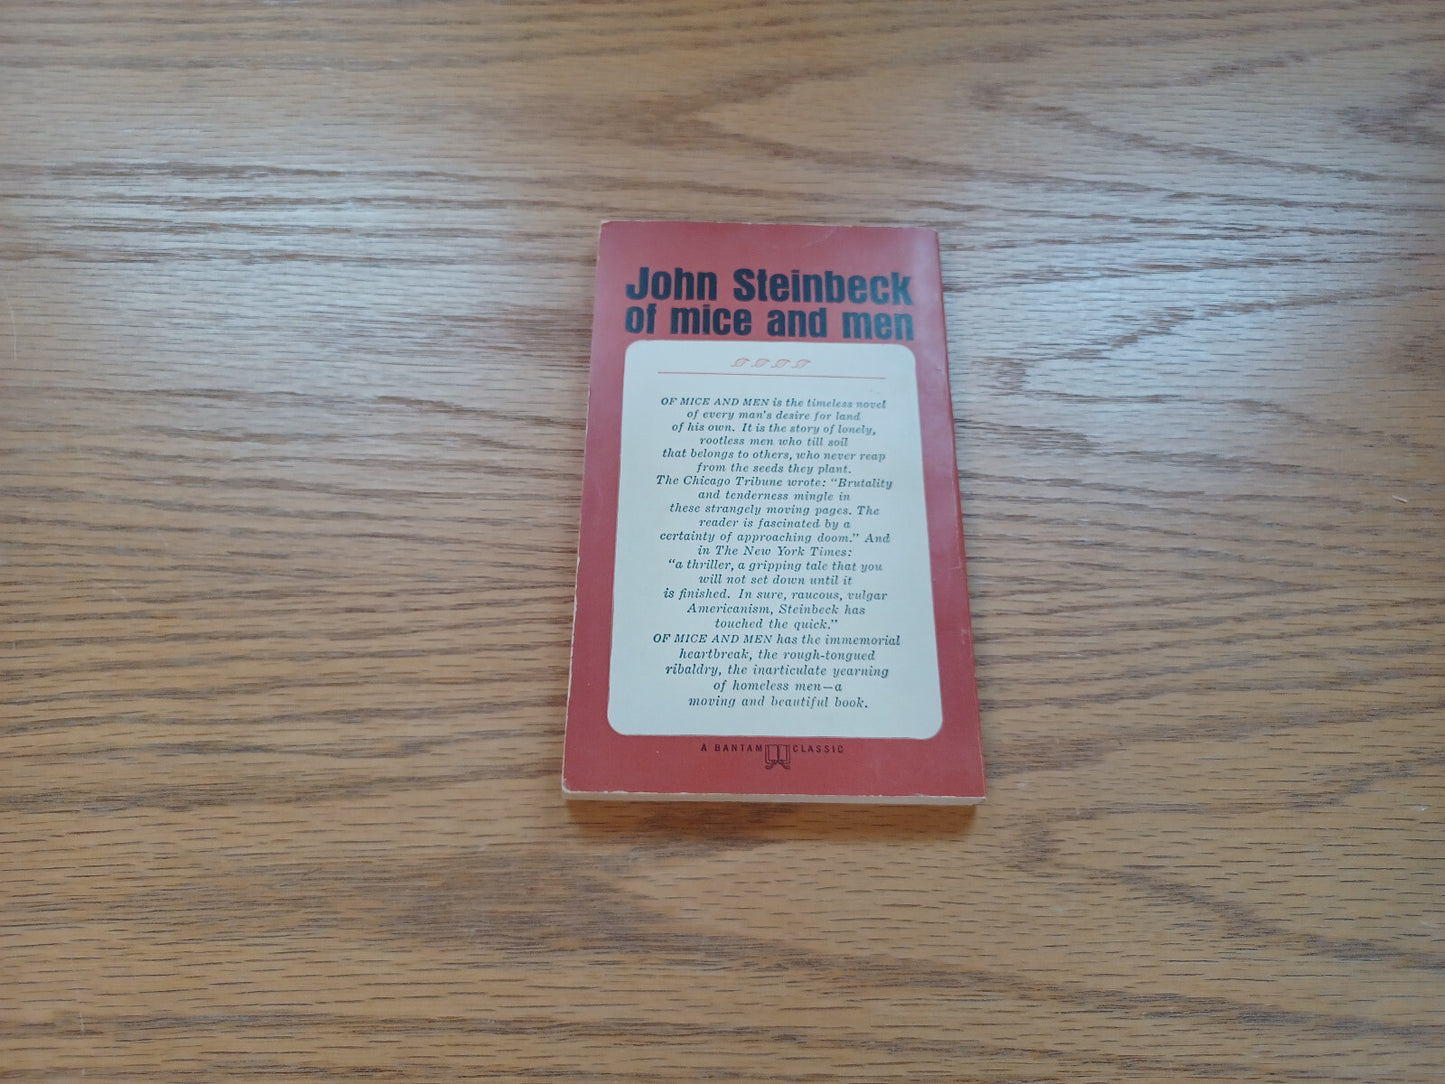 John Steinbeck
of mice and men
OF MICE AND MEN is the timeless novel
of every man's desire for land
of his own. It is the story of lonely,
rootless men who till soil
that belongs to others, who never reap
from the seeds they plant.
The Chicago Tribune wrote: "Brutality
and tenderness mingle in
these strangely moving pages. The
reader is fascinated by a
certainty of approaching doom." And
in The New York Times:
"a thriller, a gripping tale that you
will not set down until it
is finished. In sure, raucous, vulgar
Americanism, Steinbeck has
touched the quick."
OF MICE AND MEN has the immemorial
heartbreak, the rough-tongued
ribaldry, the inarticulate yearning
of homeless men—a
moving and beautiful book.
A BANTAM CLASSIC